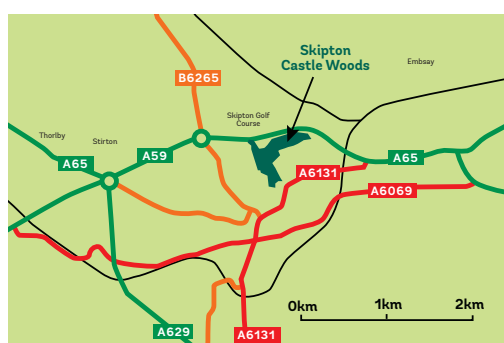 Skipton
Castle Woods
Embsay
B6265
Skipton Golf
Course
Thorlby
Stirton
A65
A59
A65
A6131
A6069
0km
1km
2km
A629
A6131